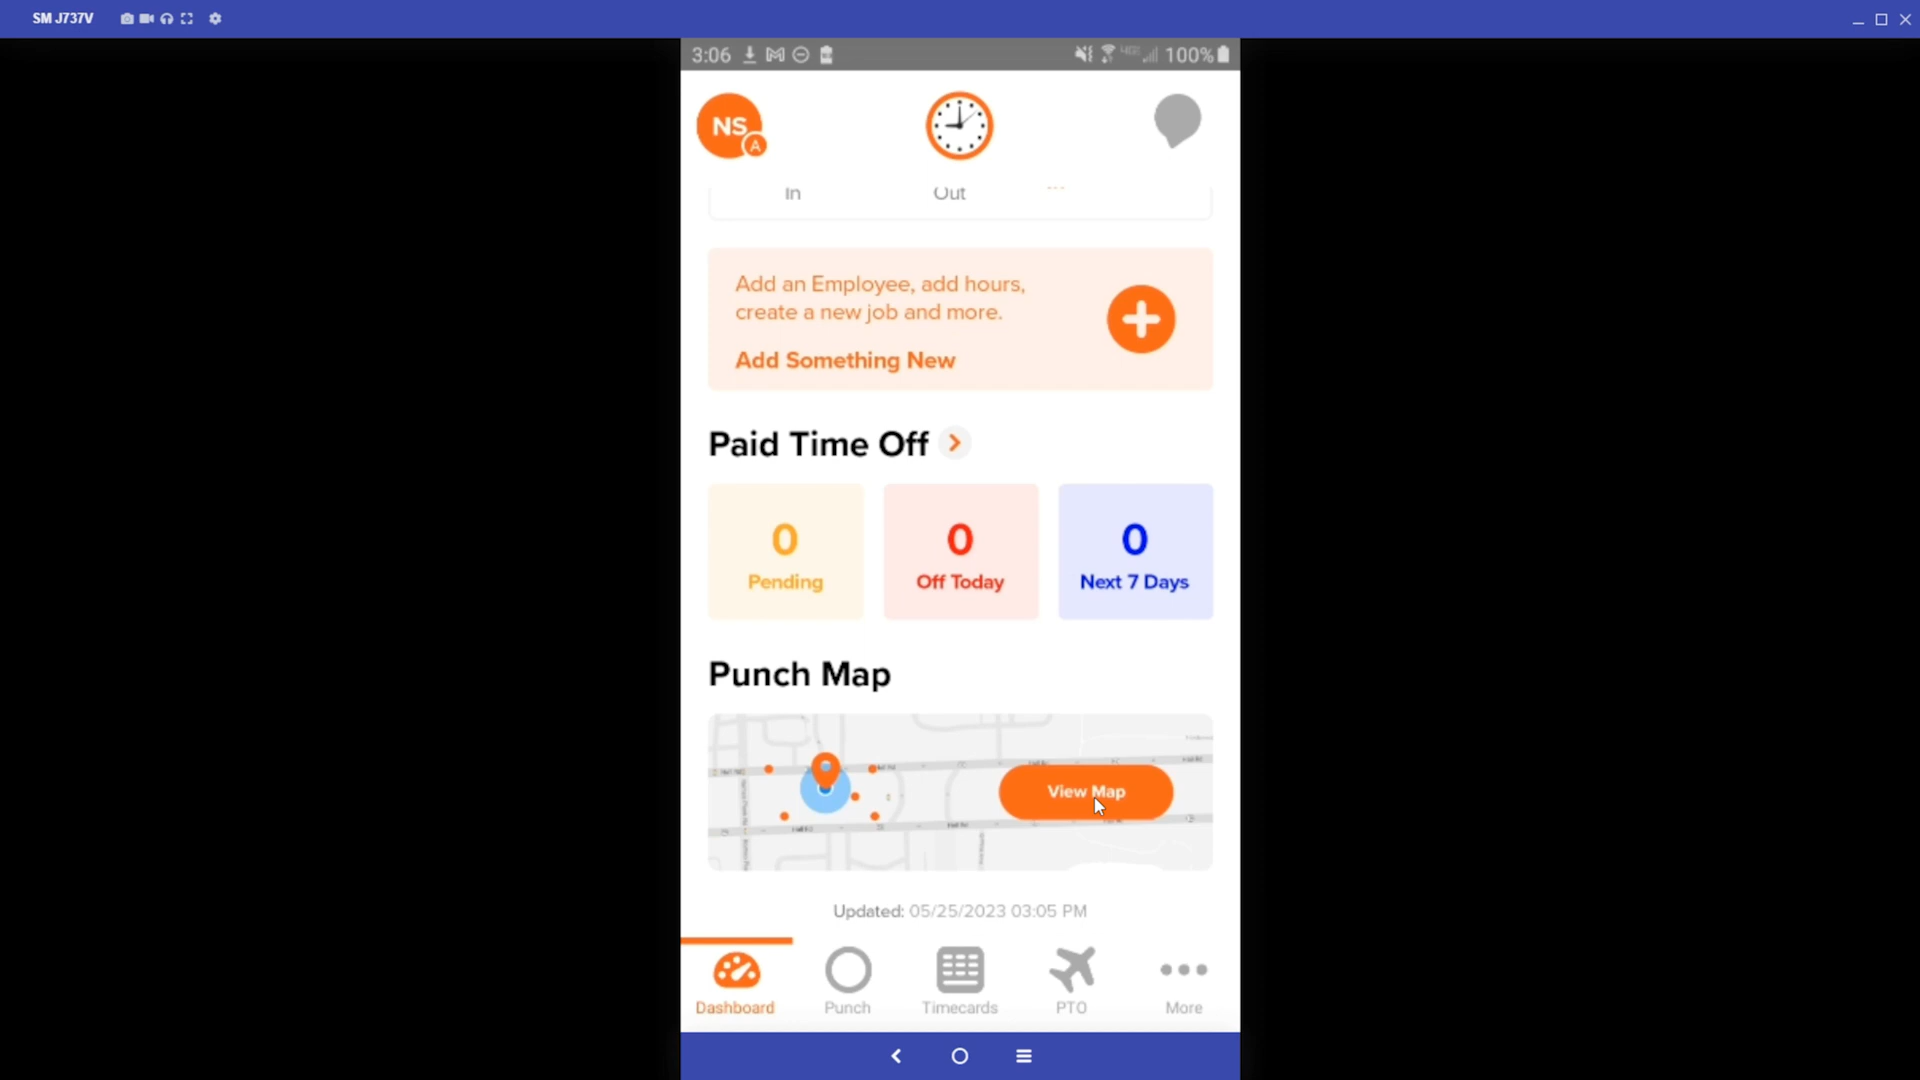 SM J737V
3:06
100%
NS
A
In
Out
Add an Employee, add hours,
create a new job and more.
Add Something New
Paid Time Off
0
Pending
0
Off Today
0
Next 7 Days
Punch Map
View Map
Updated: 05/25/2023 03:05 PM
Dashboard
Punch
Timecards
PTO
More